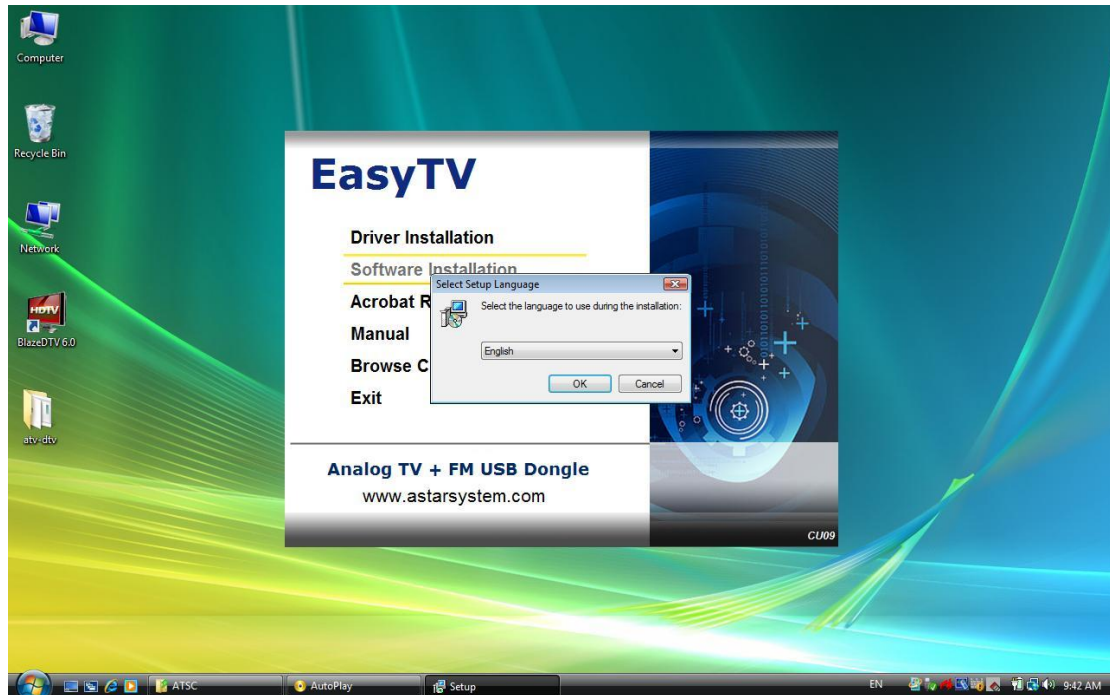 Computer
Recycle Bin
Network
HDTV
BlazeDTV 6.0
atv-dtv
EasyTV
Driver Installation
Software Installation
Select Setup Language
Select the language to use during the installation:
English
OK
Cancel
Acrobat R
Manual
Browse C
Exit
Analog TV + FM USB Dongle
www.astarsystem.com
CU09
ATSC
AutoPlay
Setup
EN
9:42 AM